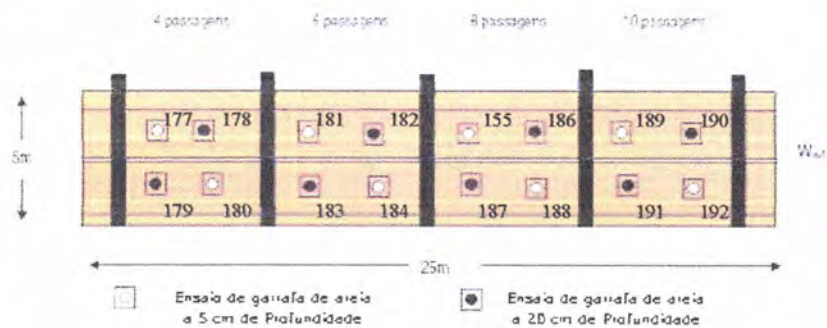 4 passagens 6 passagens 8 passagens 10 passagens
177 178 181 182 155 186 189 190
5m
179 180 183 184 187 188 191 192
25m
Ensaio de garrafa de areia Ensaio de garrafa de areia
a 5 cm de Profundidade a 20 cm de Profundidade